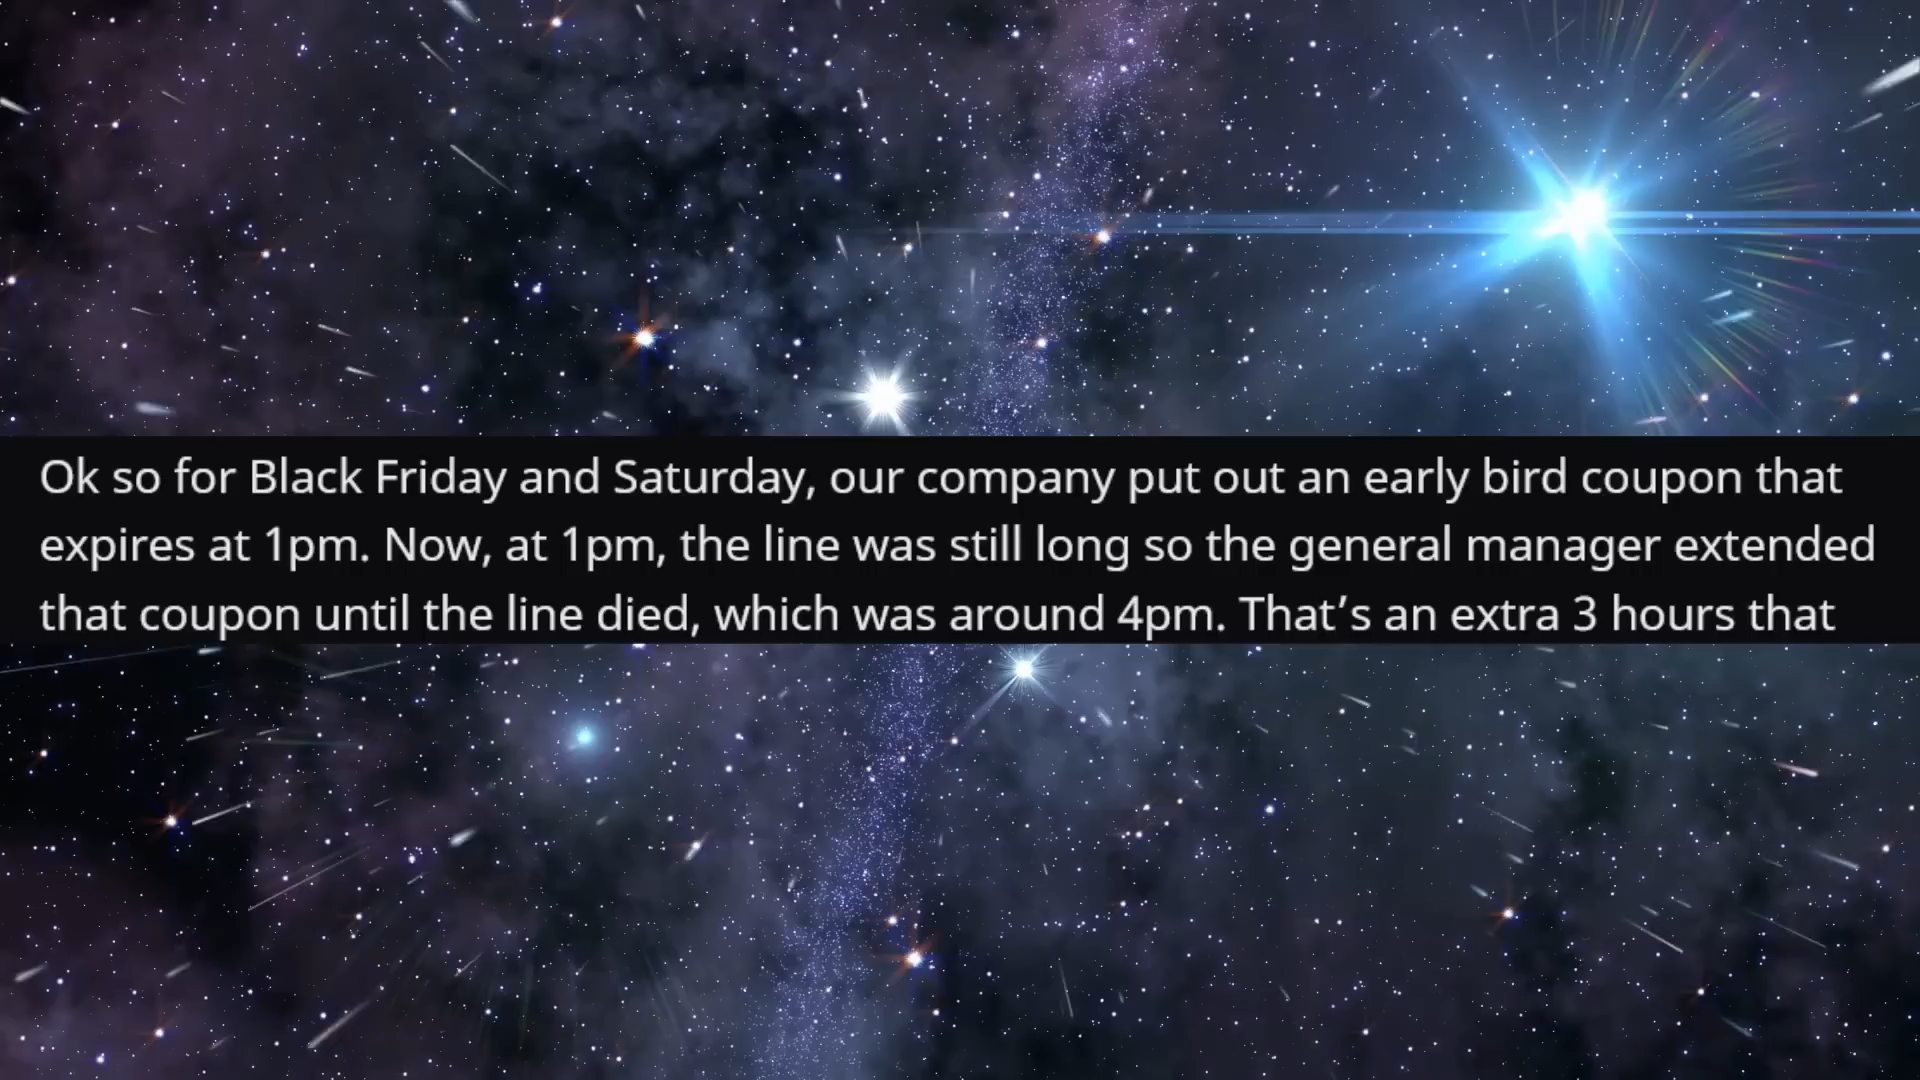 Ok so for Black Friday and Saturday, our company put out an early bird coupon that
expires at 1pm. Now, at 1pm, the line was still long so the general manager extended
that coupon until the line died, which was around 4pm. That’s an extra 3 hours that